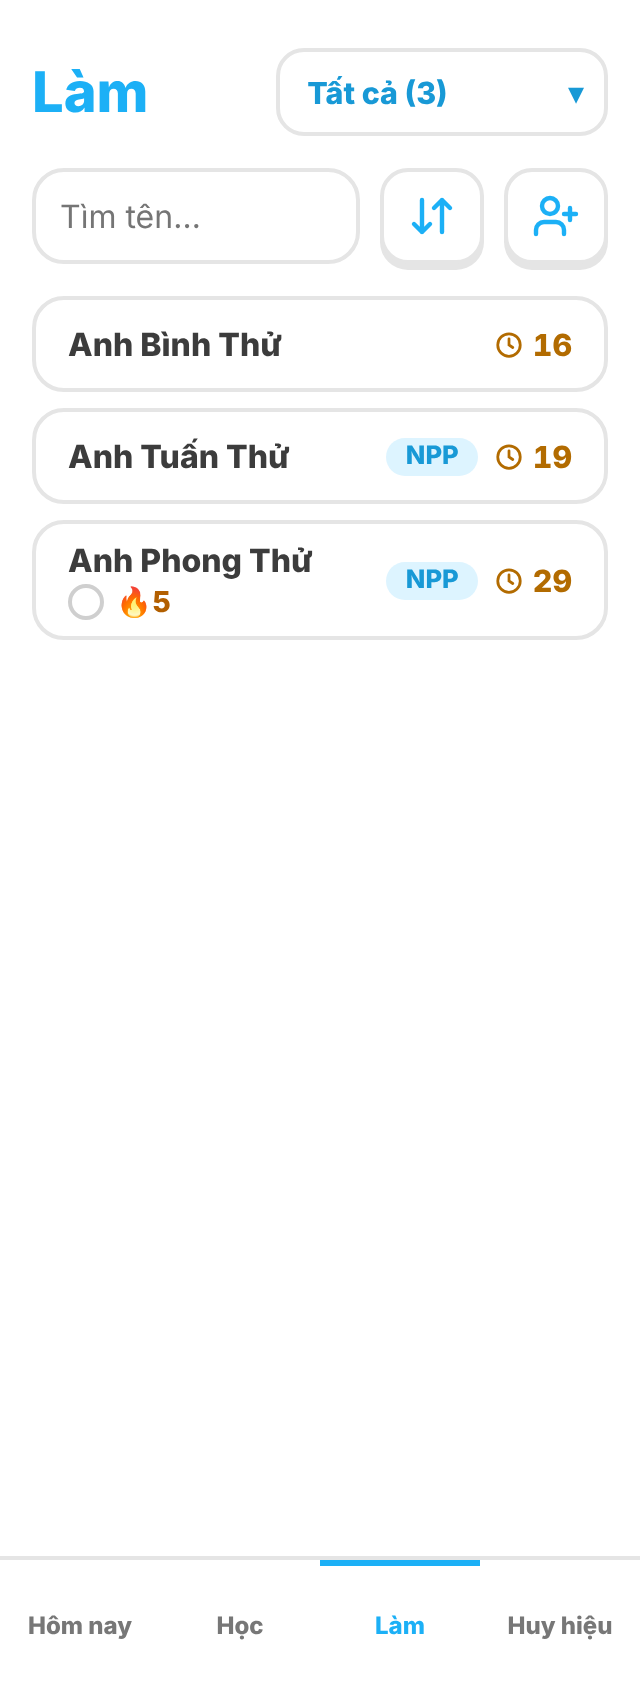 Làm
Tất cả (3) ▼
Tìm tên...
Anh Bình Thử 16
Anh Tuấn Thử NPP 19
Anh Phong Thử NPP 29
🔥5
Hôm nay Học Làm Huy hiệu